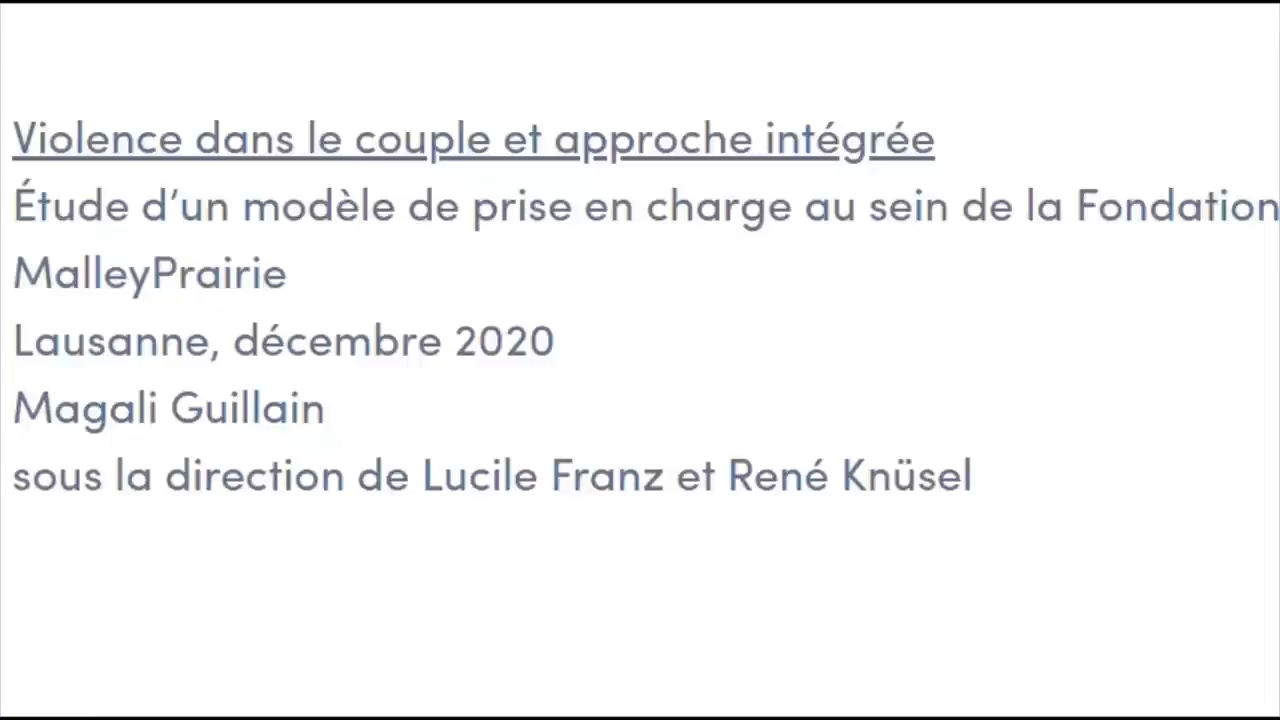 Violence dans le couple et approche intégrée
Étude d’un modèle de prise en charge au sein de la Fondation
MalleyPrairie
Lausanne, décembre 2020
Magali Guillain
sous la direction de Lucile Franz et René Knüsel